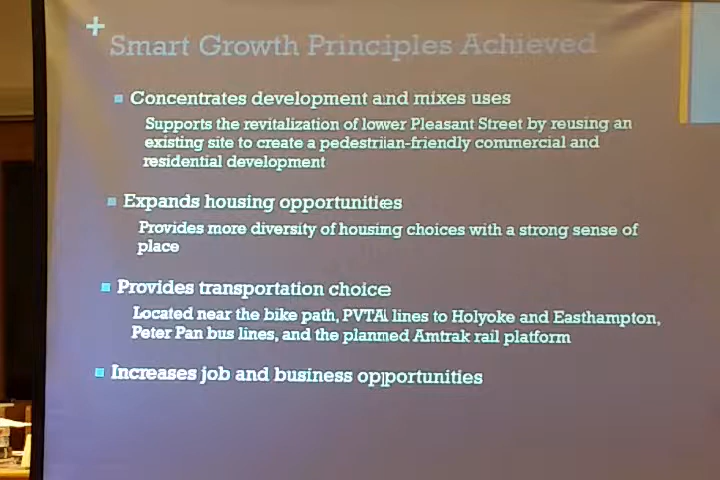 +
Smart Growth Principles Achieved
Concentrates development and mixes uses
Supports the revitalization of lower Pleasant Street by reusing an
existing site to create a pedestrian-friendly commercial and
residential development
Expands housing opportunities
Provides more diversity of housing choices with a strong sense of
place
Provides transportation choice
Located near the bike path, PVTA lines to Holyoke and Easthampton,
Peter Pan bus lines, and the planned Amtrak rail platform
Increases job and business opportunities